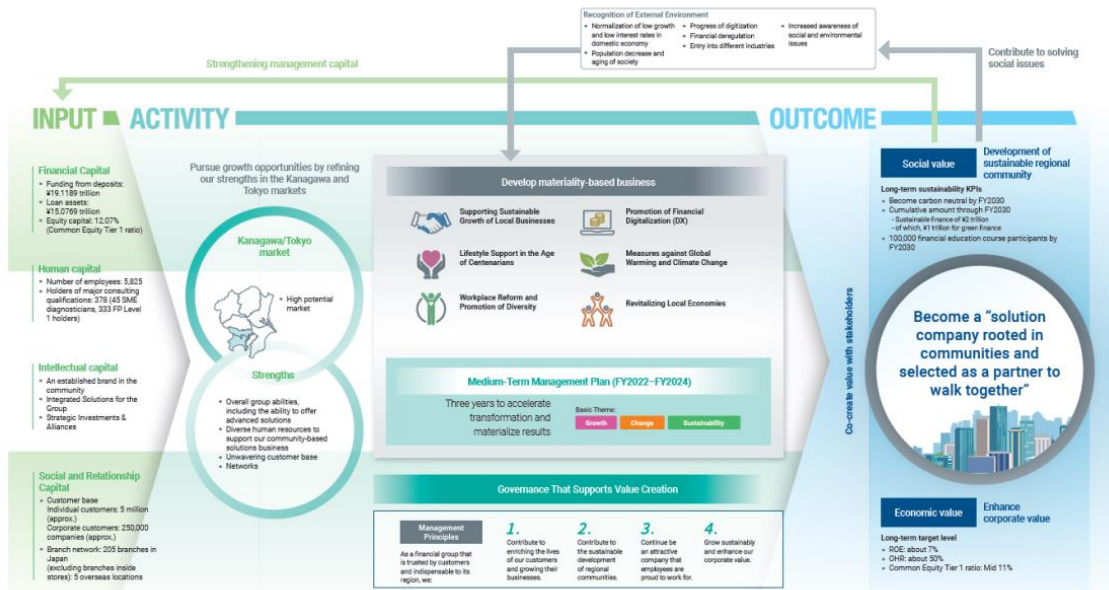 Recognition of External Environment
• Normalization of low growth
and low interest rates in
domestic economy
• Population decrease and
aging of society
• Progress of digitization
• Financial deregulation
• Entry into different industries
• Increased awareness of
social and environmental
issues
Strengthening management capital
Contribute to solving
social issues
INPUT
ACTIVITY
OUTCOME
Financial Capital
• Funding from deposits:
¥19.1189 trillion
• Loan assets:
¥15.0769 trillion
• Equity capital: 12.07%
(Common Equity Tier 1 ratio)
Human capital
• Number of employees: 5,825
• Holders of major consulting
qualifications: 378 (45 SME
diagnosticians, 333 FP Level
1 holders)
Intellectual capital
• An established brand in the
community
• Integrated Solutions for the
Group
• Strategic Investments &
Alliances
Social and Relationship
Capital
• Customer base
Individual customers: 5 million
(approx.)
Corporate customers: 250,000
companies (approx.)
• Branch network: 205 branches in
Japan
(excluding branches inside
stores): 5 overseas locations
Pursue growth opportunities by refining
our strengths in the Kanagawa and
Tokyo markets
Kanagawa/Tokyo
market
• High potential
market
Strengths
• Overall group abilities,
including the ability to offer
advanced solutions
• Diverse human resources to
support our community-based
solutions business
• Unwavering customer base
• Networks
Develop materiality-based business
Supporting Sustainable
Growth of Local Businesses
Promotion of Financial
Digitalization (DX)
Lifestyle Support in the Age
of Centenarians
Measures against Global
Warming and Climate Change
Workplace Reform and
Promotion of Diversity
Revitalizing Local Economies
Medium-Term Management Plan (FY2022–FY2024)
Three years to accelerate
transformation and
materialize results
Basic Theme:
Growth
Change
Sustainability
Governance That Supports Value Creation
Management
Principles
As a financial group that
is trusted by customers
and indispensable to its
region, we:
1.
Contribute to
enriching the lives
of our customers
and growing their
businesses.
2.
Contribute to
the sustainable
development
of regional
communities.
3.
Continue be
an attractive
company that
employees are
proud to work for.
4.
Grow sustainably
and enhance our
corporate value.
Co-create value with stakeholders
Social value
Development of
sustainable regional
community
Long-term sustainability KPIs
• Become carbon neutral by FY2030
• Cumulative amount through FY2030
- Sustainable finance of ¥2 trillion
- of which, ¥1 trillion for green finance
• 100,000 financial education course participants by
FY2030
Become a “solution
company rooted in
communities and
selected as a partner to
walk together”
Economic value
Enhance
corporate value
Long-term target level
• ROE: about 7%
• OHR: about 50%
• Common Equity Tier 1 ratio: Mid 11%